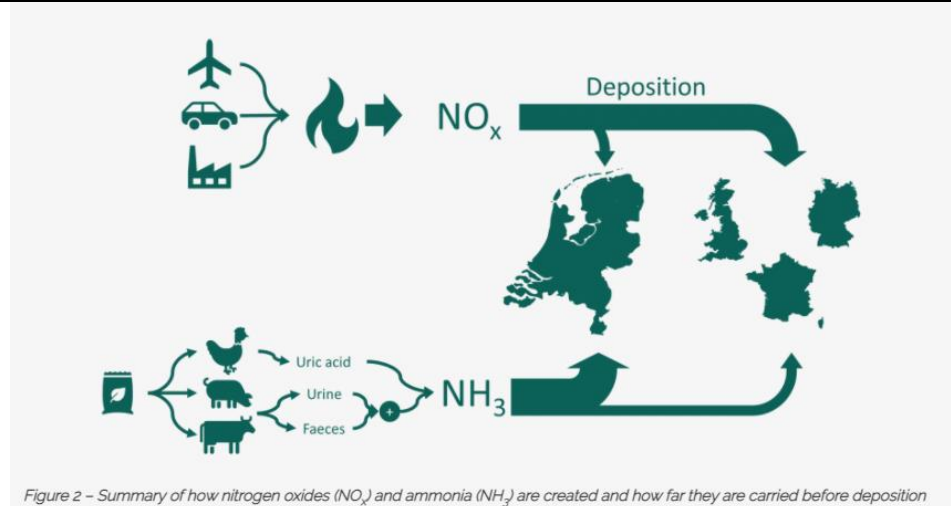 Deposition
NOₓ
Uric acid
Urine
NH₃
+
Faeces
Figure 2 – Summary of how nitrogen oxides (NOₓ) and ammonia (NH₃) are created and how far they are carried before deposition